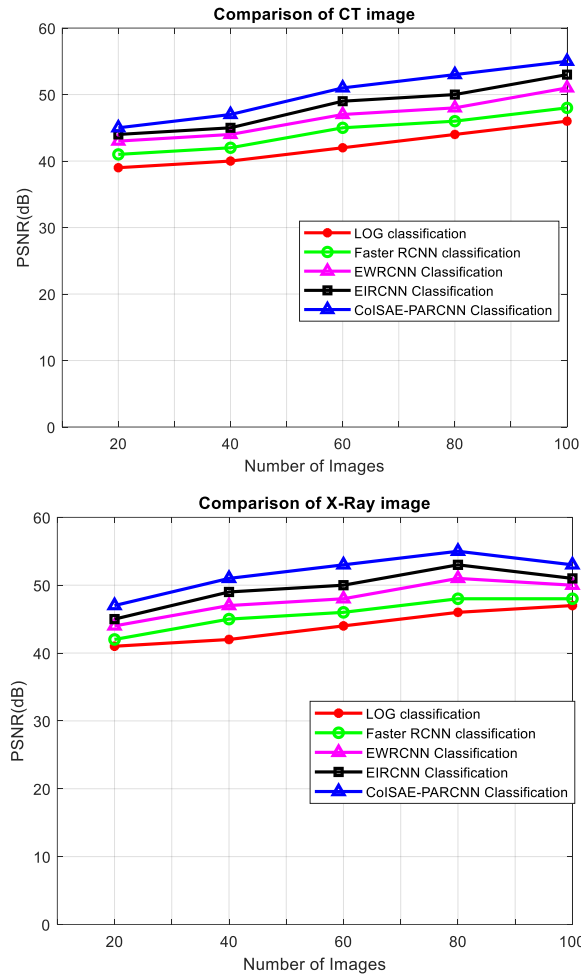 Comparison of CT image
60
50
40
30
20
10
0
PSNR(dB)
LOG classification
Faster RCNN classification
EWRCNN Classification
EIRCNN Classification
CoISAE-PARCNN Classification
20 40 60 80 100
Number of Images
Comparison of X-Ray image
60
50
40
30
20
10
0
PSNR(dB)
LOG classification
Faster RCNN classification
EWRCNN Classification
EIRCNN Classification
CoISAE-PARCNN Classification
20 40 60 80 100
Number of Images